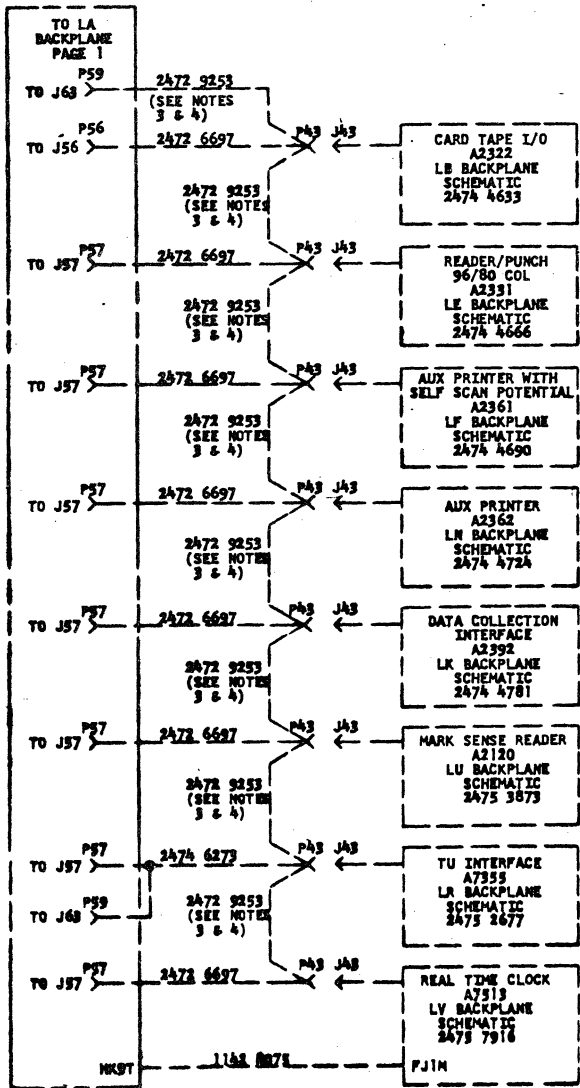 TO LA
BACKPLANE
PAGE 1
P59
TO J63
2472 9253
(SEE NOTES
3 & 4)
P56
TO J56
2472 6697
P43 J43
CARD TAPE I/O
A2322
LB BACKPLANE
SCHEMATIC
2474 4633
2472 9253
(SEE NOTES
3 & 4)
P57
TO J57
2472 6697
P43 J43
READER/PUNCH
96/80 COL
A2331
LE BACKPLANE
SCHEMATIC
2474 4666
2472 9253
(SEE NOTES
3 & 4)
P57
TO J57
2472 6697
P43 J43
AUX PRINTER WITH
SELF SCAN POTENTIAL
A2361
LF BACKPLANE
SCHEMATIC
2474 4690
2472 9253
(SEE NOTES
3 & 4)
P57
TO J57
2472 6697
P43 J43
AUX PRINTER
A2362
LN BACKPLANE
SCHEMATIC
2474 4724
2472 9253
(SEE NOTES
3 & 4)
P57
TO J57
2472 6697
P43 J43
DATA COLLECTION
INTERFACE
A2392
LK BACKPLANE
SCHEMATIC
2474 4781
2472 9253
(SEE NOTES
3 & 4)
P57
TO J57
2472 6697
P43 J43
MARK SENSE READER
A2120
LU BACKPLANE
SCHEMATIC
2475 3873
2472 9253
(SEE NOTES
3 & 4)
P57
TO J57
2474 6273
P43 J43
TU INTERFACE
A7355
LR BACKPLANE
SCHEMATIC
2475 2677
P59
TO J63
2472 9253
(SEE NOTES
3 & 4)
P57
TO J57
2472 6697
P43 J43
REAL TIME CLOCK
A7513
LV BACKPLANE
SCHEMATIC
2475 7916
1142
FJ1M